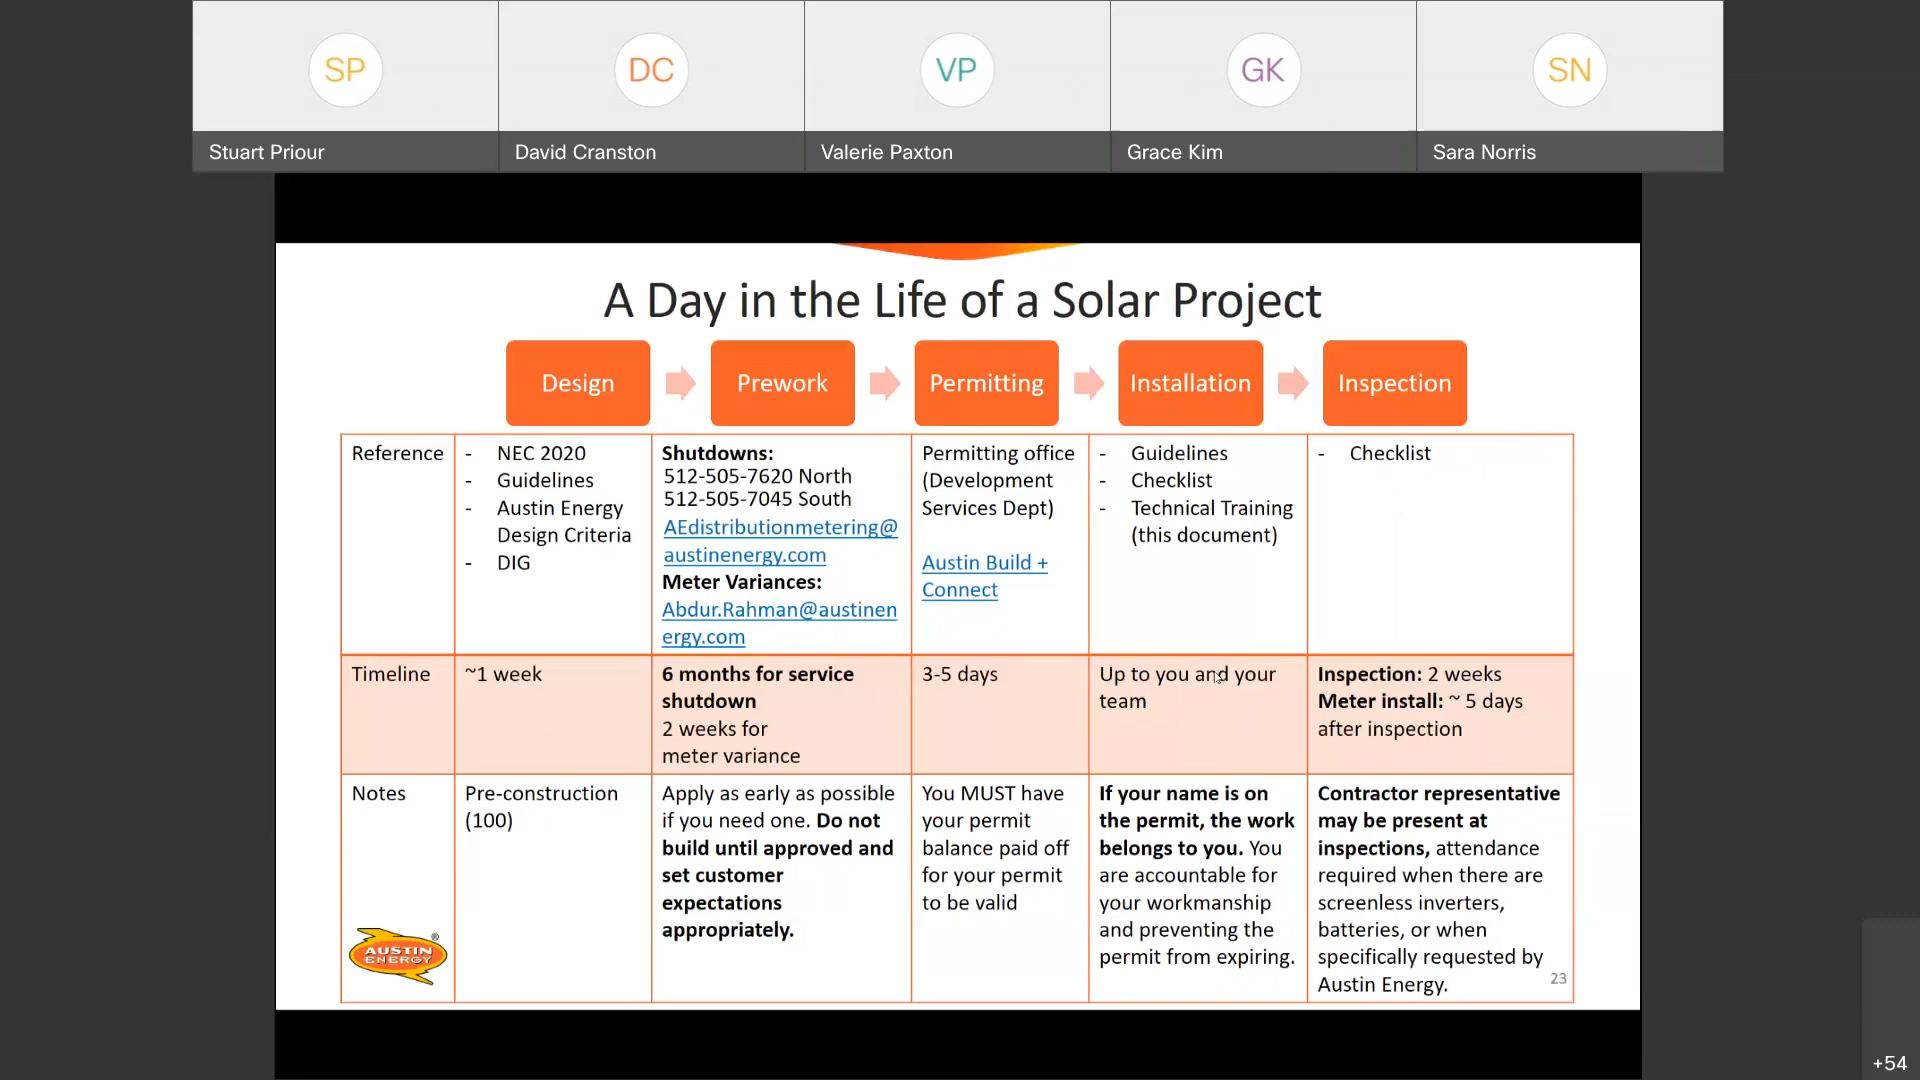 SP
DC
VP
GK
SN
Stuart Priour
David Cranston
Valerie Paxton
Grace Kim
Sara Norris
A Day in the Life of a Solar Project
Design
Prework
Permitting
Installation
Inspection
Reference
- NEC 2020
- Guidelines
- Austin Energy
Design Criteria
- DIG
Shutdowns:
512-505-7620 North
512-505-7045 South
AEdistributionmetering@
austinenergy.com
Meter Variances:
Abdur.Rahman@austinen
ergy.com
Permitting office
(Development
Services Dept)
Austin Build +
Connect
- Guidelines
- Checklist
- Technical Training
(this document)
- Checklist
Timeline
~1 week
6 months for service
shutdown
2 weeks for
meter variance
3-5 days
Up to you and your
team
Inspection: 2 weeks
Meter install: ~ 5 days
after inspection
Notes
Pre-construction
(100)
Apply as early as possible
if you need one. Do not
build until approved and
set customer
expectations
appropriately.
You MUST have
your permit
balance paid off
for your permit
to be valid
If your name is on
the permit, the work
belongs to you. You
are accountable for
your workmanship
and preventing the
permit from expiring.
Contractor representative
may be present at
inspections, attendance
required when there are
screenless inverters,
batteries, or when
specifically requested by
Austin Energy.
AUSTIN
ENERGY
®
23
+54